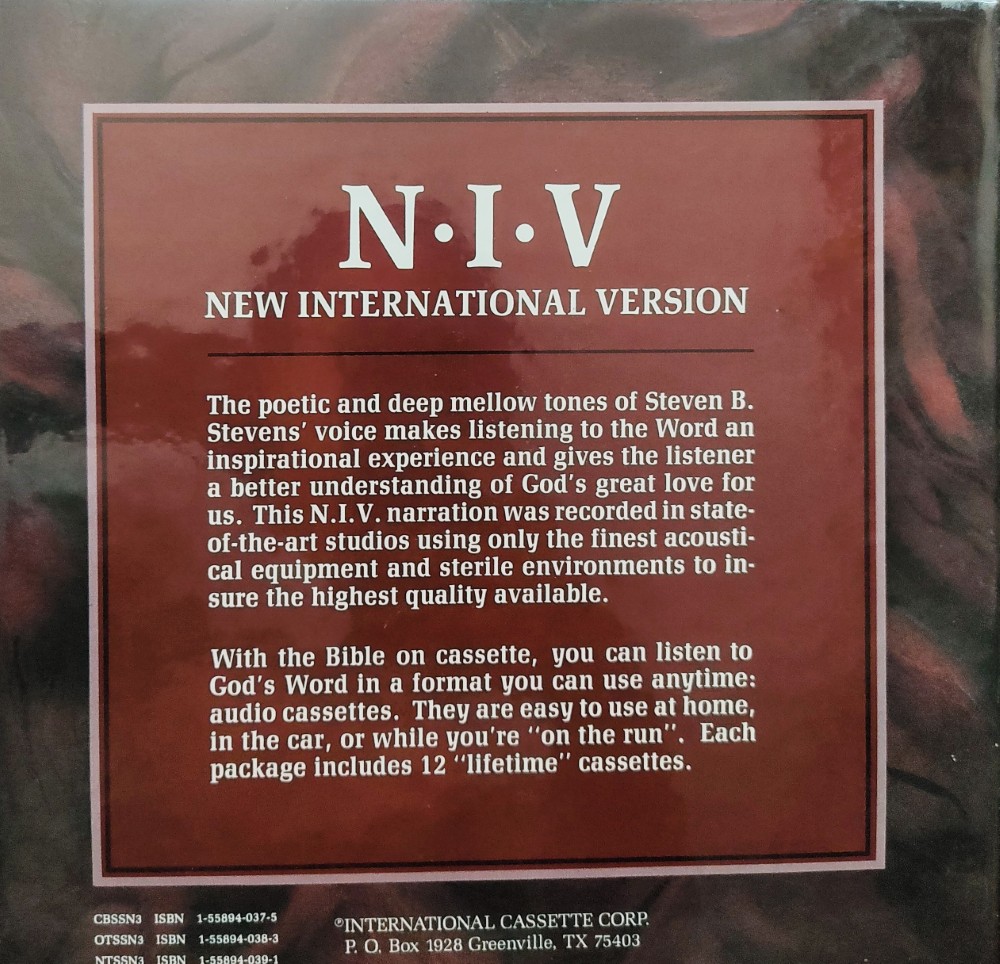 N·I·V
NEW INTERNATIONAL VERSION
The poetic and deep mellow tones of Steven B.
Stevens' voice makes listening to the Word an
inspirational experience and gives the listener
a better understanding of God's great love for
us. This N.I.V. narration was recorded in state-
of-the-art studios using only the finest acousti-
cal equipment and sterile environments to in-
sure the highest quality available.
With the Bible on cassette, you can listen to
God's Word in a format you can use anytime:
audio cassettes. They are easy to use at home,
in the car, or while you're "on the run". Each
package includes 12 "lifetime" cassettes.
CBSSN3 ISBN 1-55894-037-5
OTSSN3 ISBN 1-55894-038-3
NTSSN3 ISBN 1-55894-039-1
℗INTERNATIONAL CASSETTE CORP.
P. O. Box 1928 Greenville, TX 75403